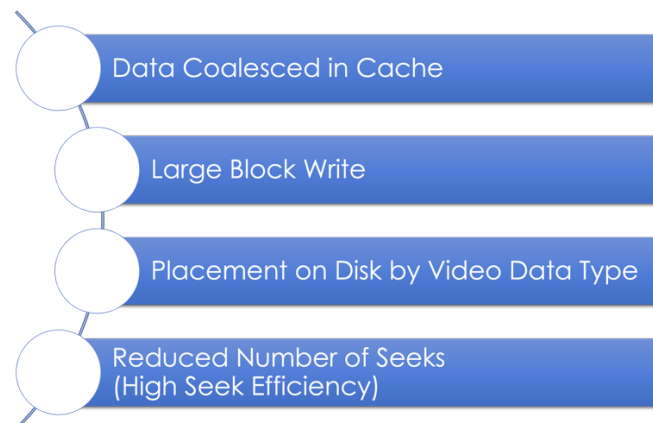 Data Coalesced in Cache
Large Block Write
Placement on Disk by Video Data Type
Reduced Number of Seeks
(High Seek Efficiency)